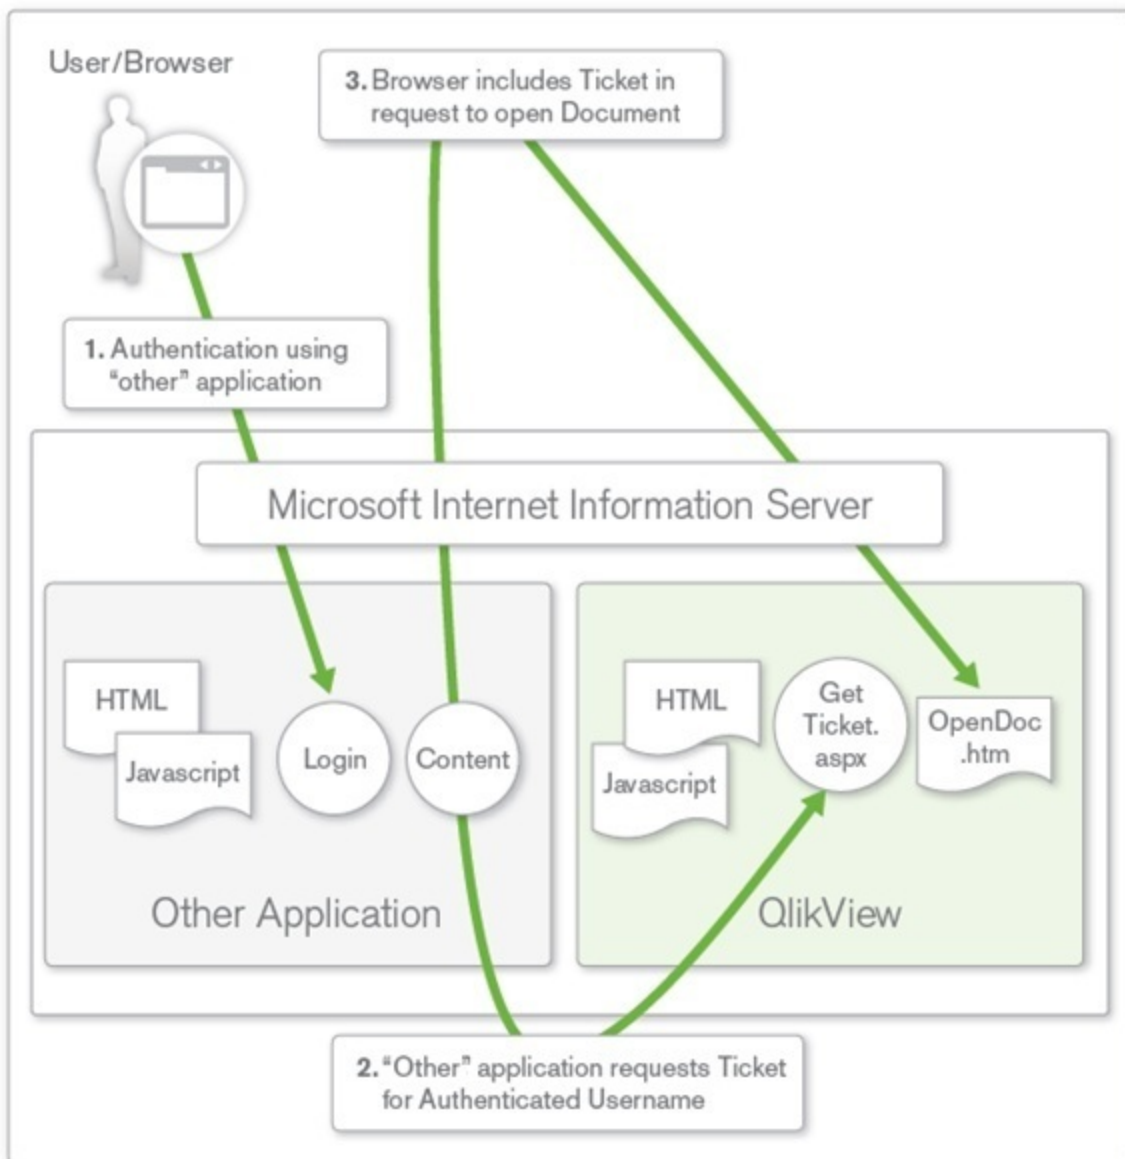 User/Browser
3. Browser includes Ticket in
request to open Document
1. Authentication using
“other” application
Microsoft Internet Information Server
HTML
Javascript
Login
Content
Other Application
HTML
Javascript
Get
Ticket.
aspx
OpenDoc
.htm
QlikView
2. “Other” application requests Ticket
for Authenticated Username